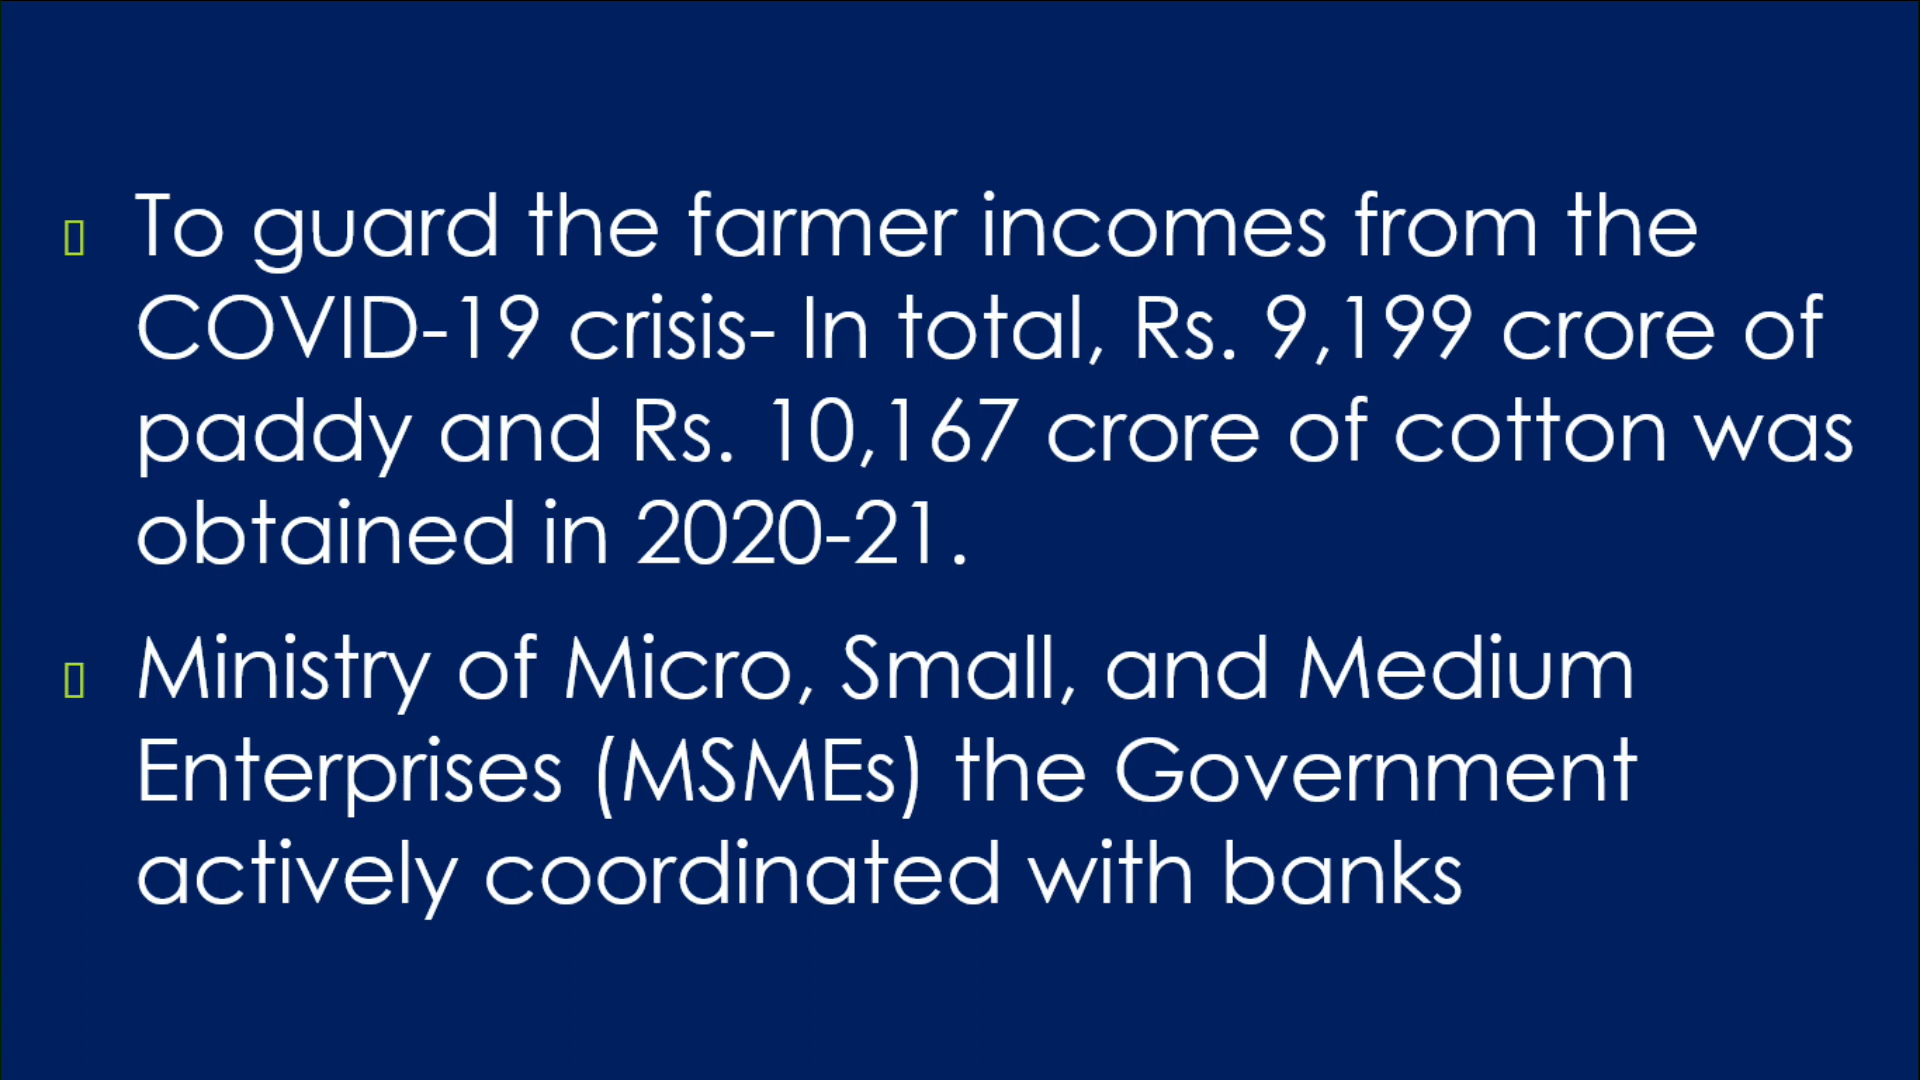 To guard the farmer incomes from the
COVID-19 crisis- In total, Rs. 9,199 crore of
paddy and Rs. 10,167 crore of cotton was
obtained in 2020-21.
Ministry of Micro, Small, and Medium
Enterprises (MSMEs) the Government
actively coordinated with banks